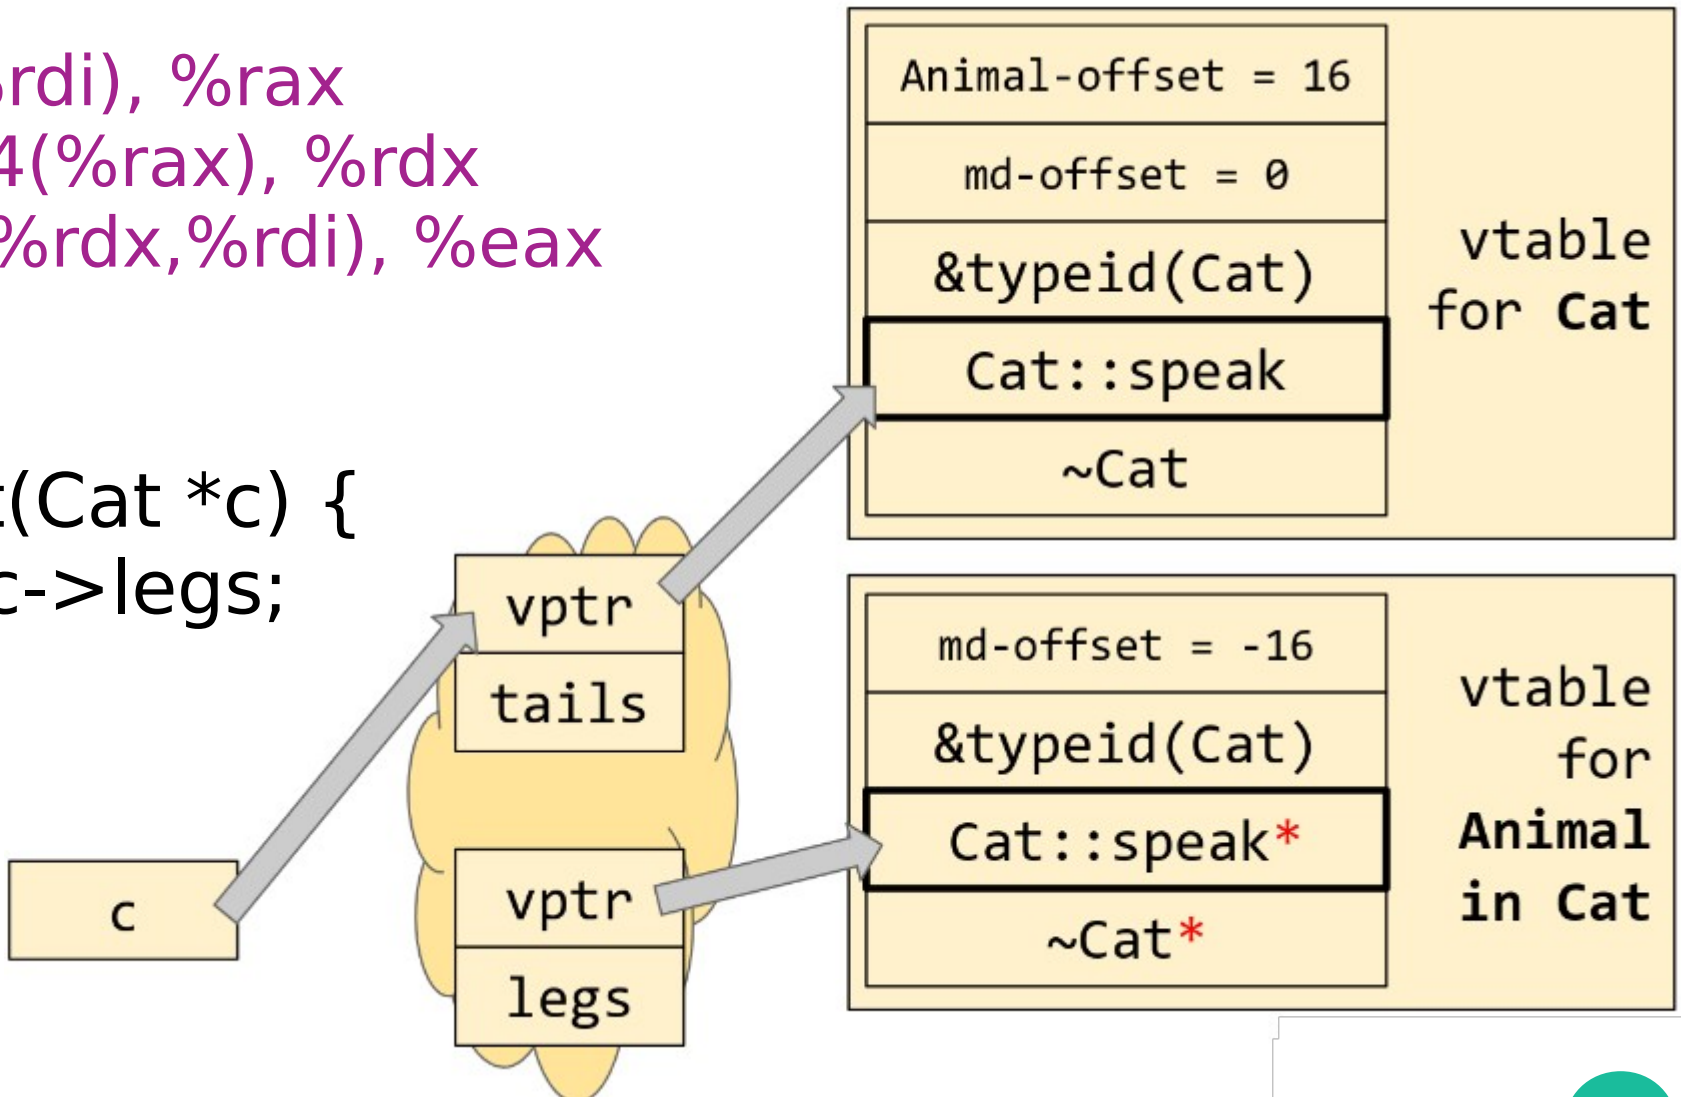 rdi), %rax
4(%rax), %rdx
%rdx,%rdi), %eax
t(Cat *c) {
c->legs;
c
vptr
tails
vptr
legs
Animal-offset = 16
md-offset = 0
&typeid(Cat)
Cat::speak
~Cat
vtable
for Cat
md-offset = -16
&typeid(Cat)
Cat::speak*
~Cat*
vtable
for
Animal
in Cat